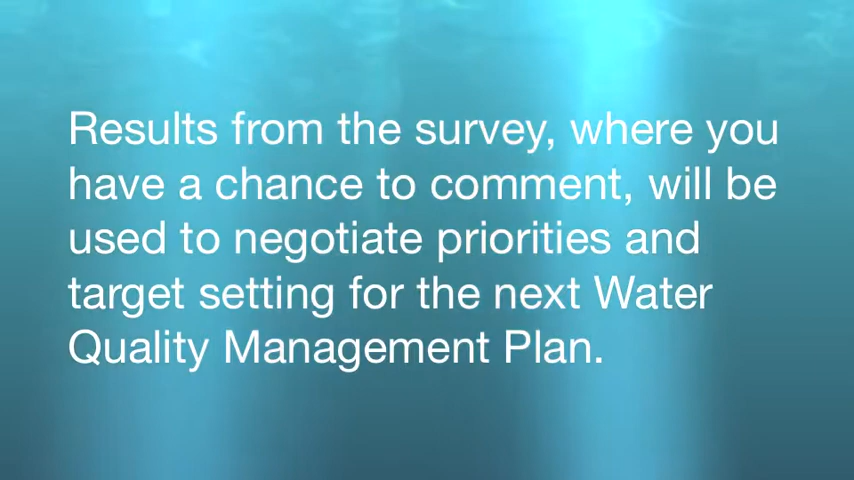 Results from the survey, where you
have a chance to comment, will be
used to negotiate priorities and
target setting for the next Water
Quality Management Plan.